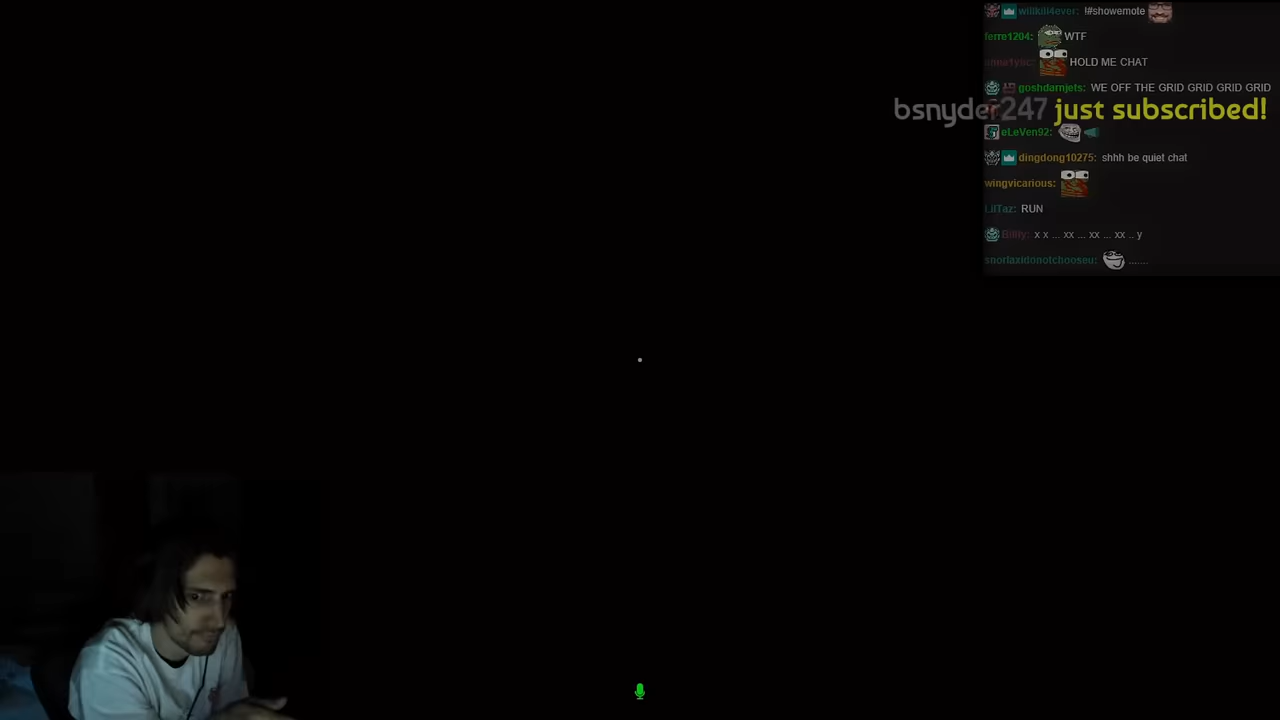 willkill4ever: !#showemote
ferre1204: WTF
HOLD ME CHAT
goshdarnjets: WE OFF THE GRID GRID GRID GRID
bsnyder247 just subscribed!
eLeVen92:
dingdong10275: shhh be quiet chat
wingvicarious:
LilTaz: RUN
x x ... xx ... xx ... xx .. y
snorlaxidonotchooseu: .......